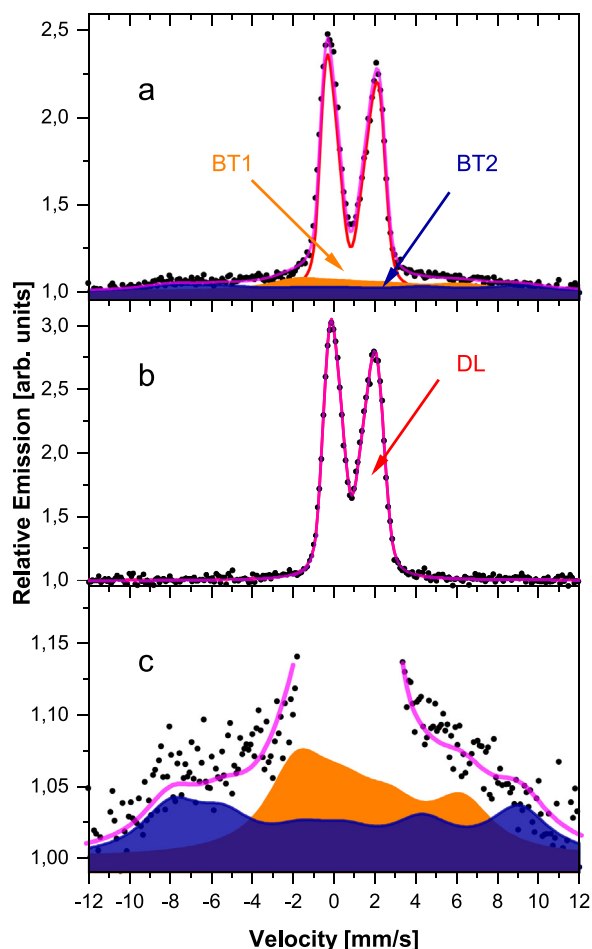 2,5
a
2,0
BT1
BT2
1,5
1,0
3,0
b
DL
2,5
2,0
1,5
1,0
Relative Emission [arb. units]
1,15
c
1,10
1,05
1,00
-12 -10 -8 -6 -4 -2 0 2 4 6 8 10 12
Velocity [mm/s]